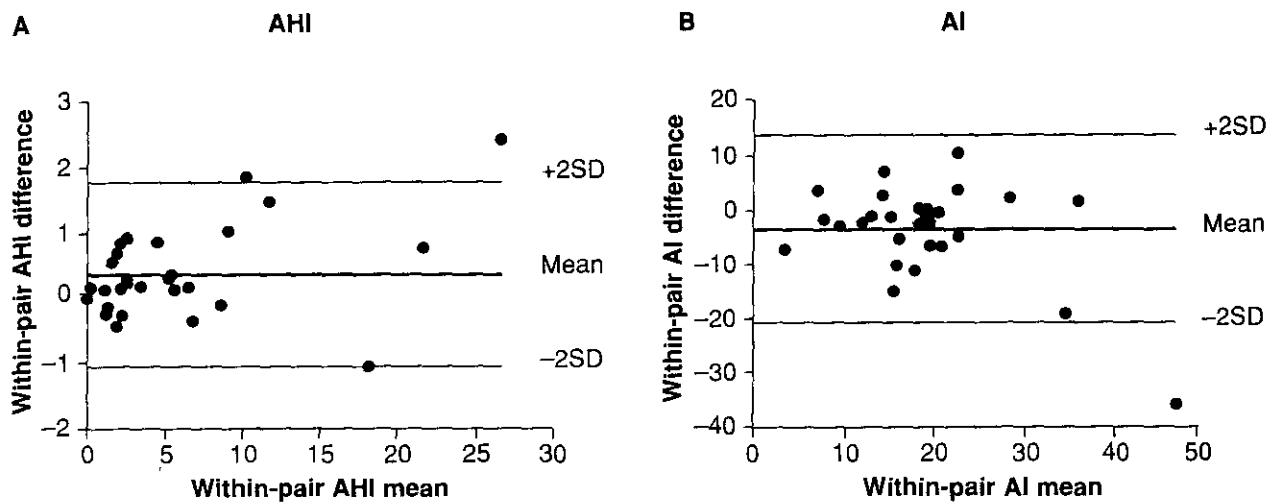 A
AHI
Within-pair AHI difference
3
2
1
0
−1
−2
+2SD
Mean
−2SD
0
5
10
15
20
25
30
Within-pair AHI mean
B
AI
Within-pair AI difference
20
10
0
−10
−20
−30
−40
+2SD
Mean
−2SD
0
10
20
30
40
50
Within-pair AI mean